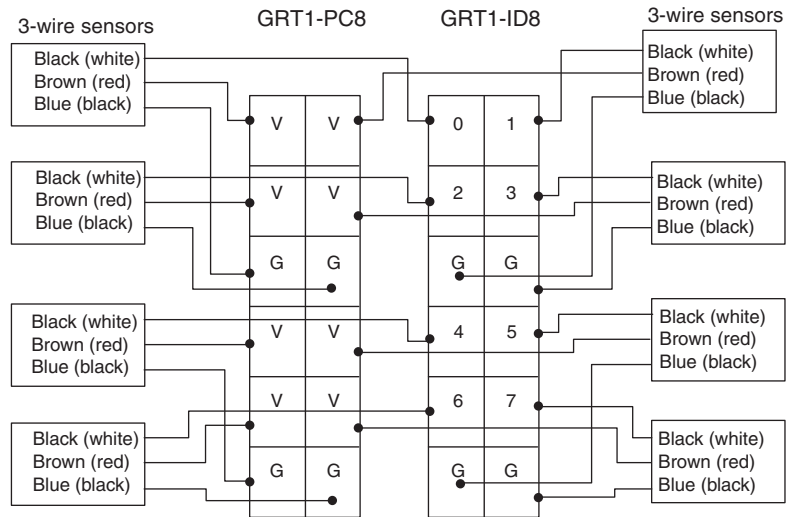 3-wire sensors
GRT1-PC8
GRT1-ID8
3-wire sensors
Black (white)
Brown (red)
Blue (black)
Black (white)
Brown (red)
Blue (black)
V V 0 1
Black (white)
Brown (red)
Blue (black)
V V 2 3
Black (white)
Brown (red)
Blue (black)
G G G G
Black (white)
Brown (red)
Blue (black)
V V 4 5
Black (white)
Brown (red)
Blue (black)
V V 6 7
Black (white)
Brown (red)
Blue (black)
G G G G
Black (white)
Brown (red)
Blue (black)